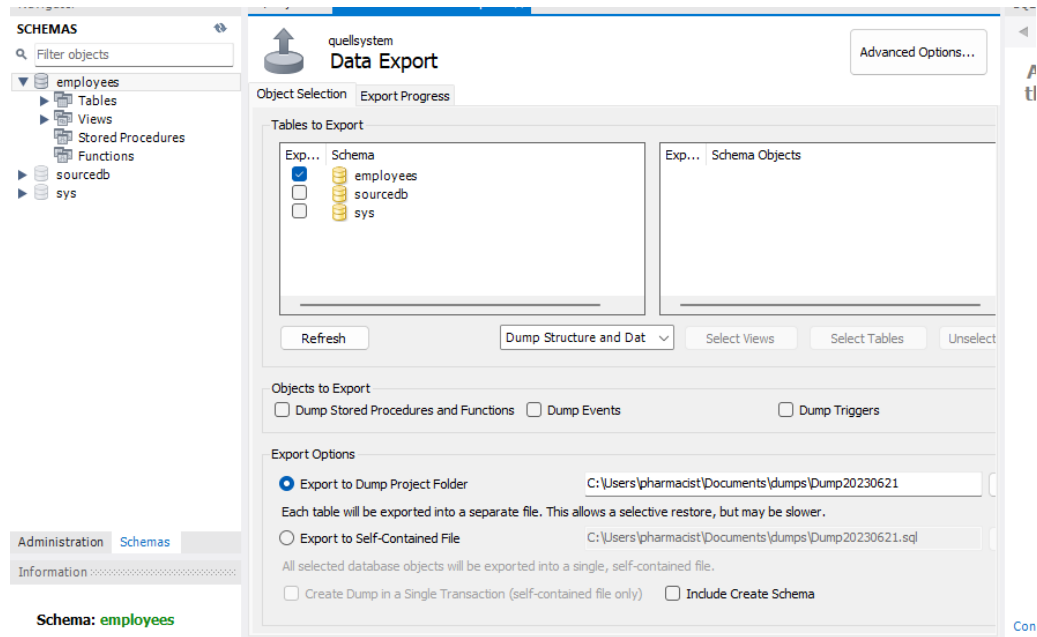 SCHEMAS
Filter objects
employees
Tables
Views
Stored Procedures
Functions
sourcedb
sys
Administration Schemas
Information
Schema: employees
quellsystem
Data Export
Advanced Options...
Object Selection Export Progress
Tables to Export
Exp... Schema
employees
sourcedb
sys
Exp... Schema Objects
Refresh
Dump Structure and Dat
Select Views
Select Tables
Unselect
Objects to Export
Dump Stored Procedures and Functions Dump Events Dump Triggers
Export Options
Export to Dump Project Folder C:\Users\pharmacist\Documents\dumps\Dump20230621
Each table will be exported into a separate file. This allows a selective restore, but may be slower.
Export to Self-Contained File C:\Users\pharmacist\Documents\dumps\Dump20230621.sql
All selected database objects will be exported into a single, self-contained file.
Create Dump in a Single Transaction (self-contained file only) Include Create Schema
Con